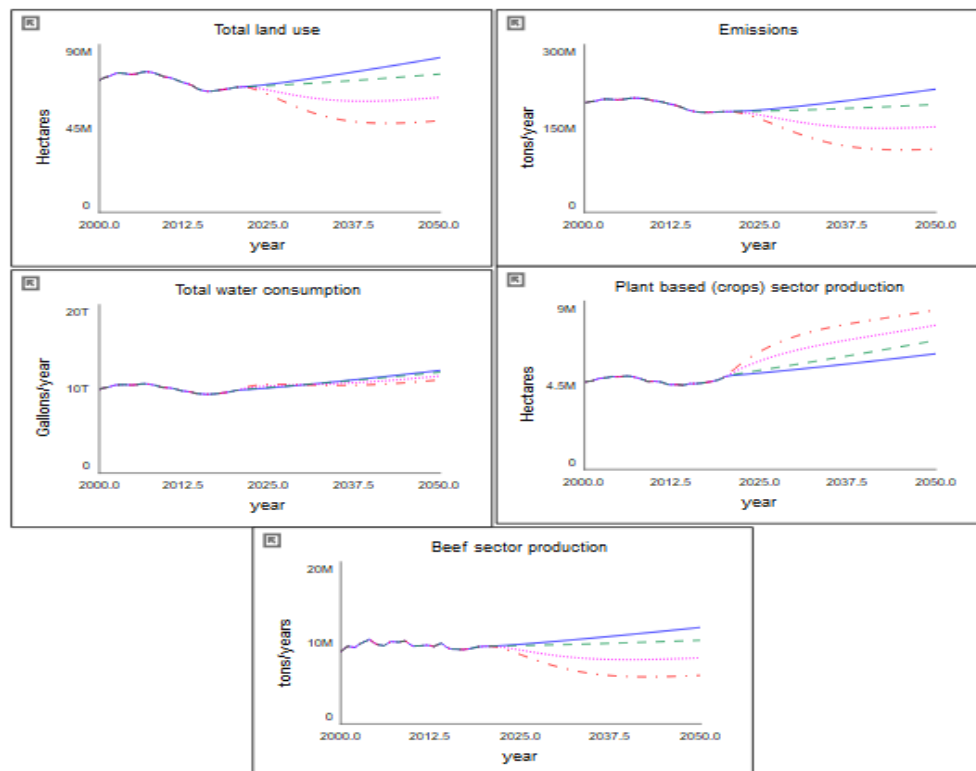 Total land use
90M
45M
0
Hectares
2000.0 2012.5 2025.0 2037.5 2050.0
year
Emissions
300M
150M
0
tons/year
2000.0 2012.5 2025.0 2037.5 2050.0
year
Total water consumption
20T
10T
0
Gallons/year
2000.0 2012.5 2025.0 2037.5 2050.0
year
Plant based (crops) sector production
9M
4.5M
0
Hectares
2000.0 2012.5 2025.0 2037.5 2050.0
year
Beef sector production
20M
10M
0
tons/years
2000.0 2012.5 2025.0 2037.5 2050.0
year